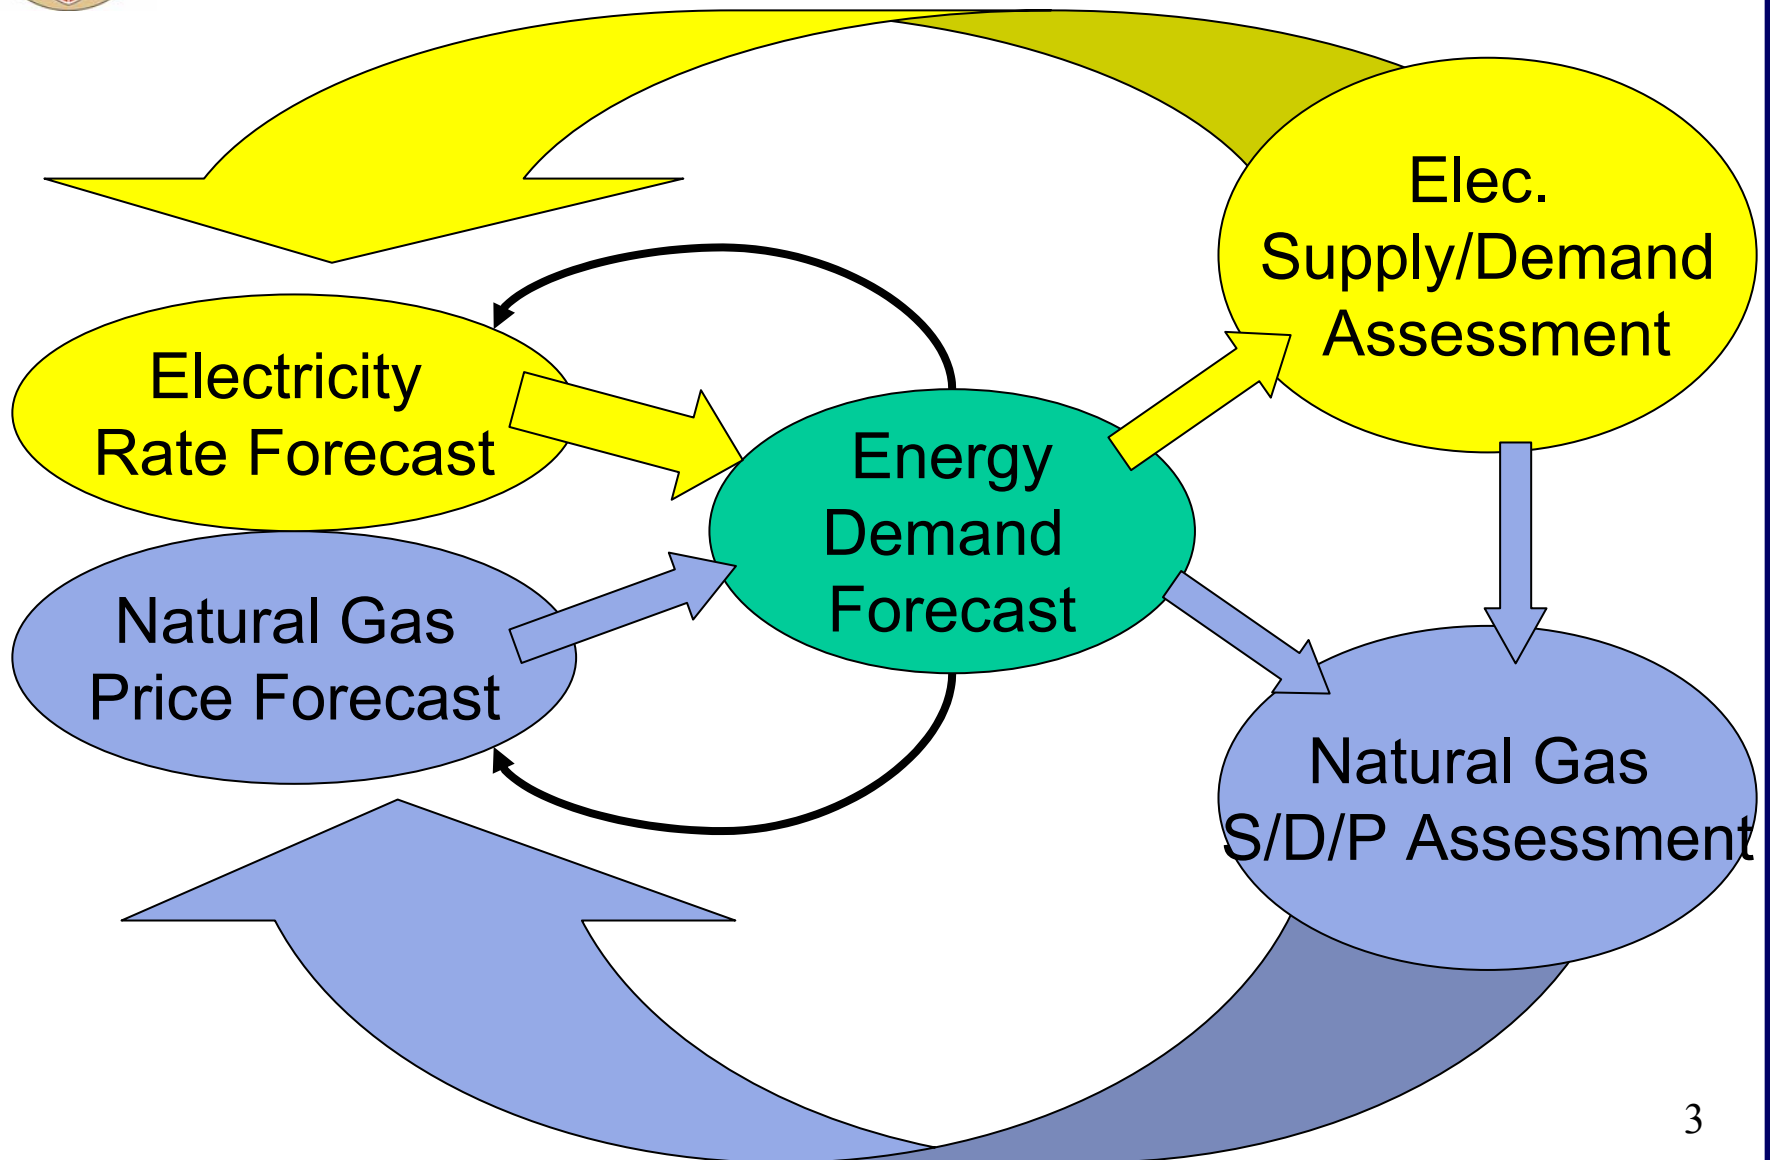 Elec.
Supply/Demand
Assessment
Electricity
Rate Forecast
Energy
Demand
Forecast
Natural Gas
Price Forecast
Natural Gas
S/D/P Assessment
3